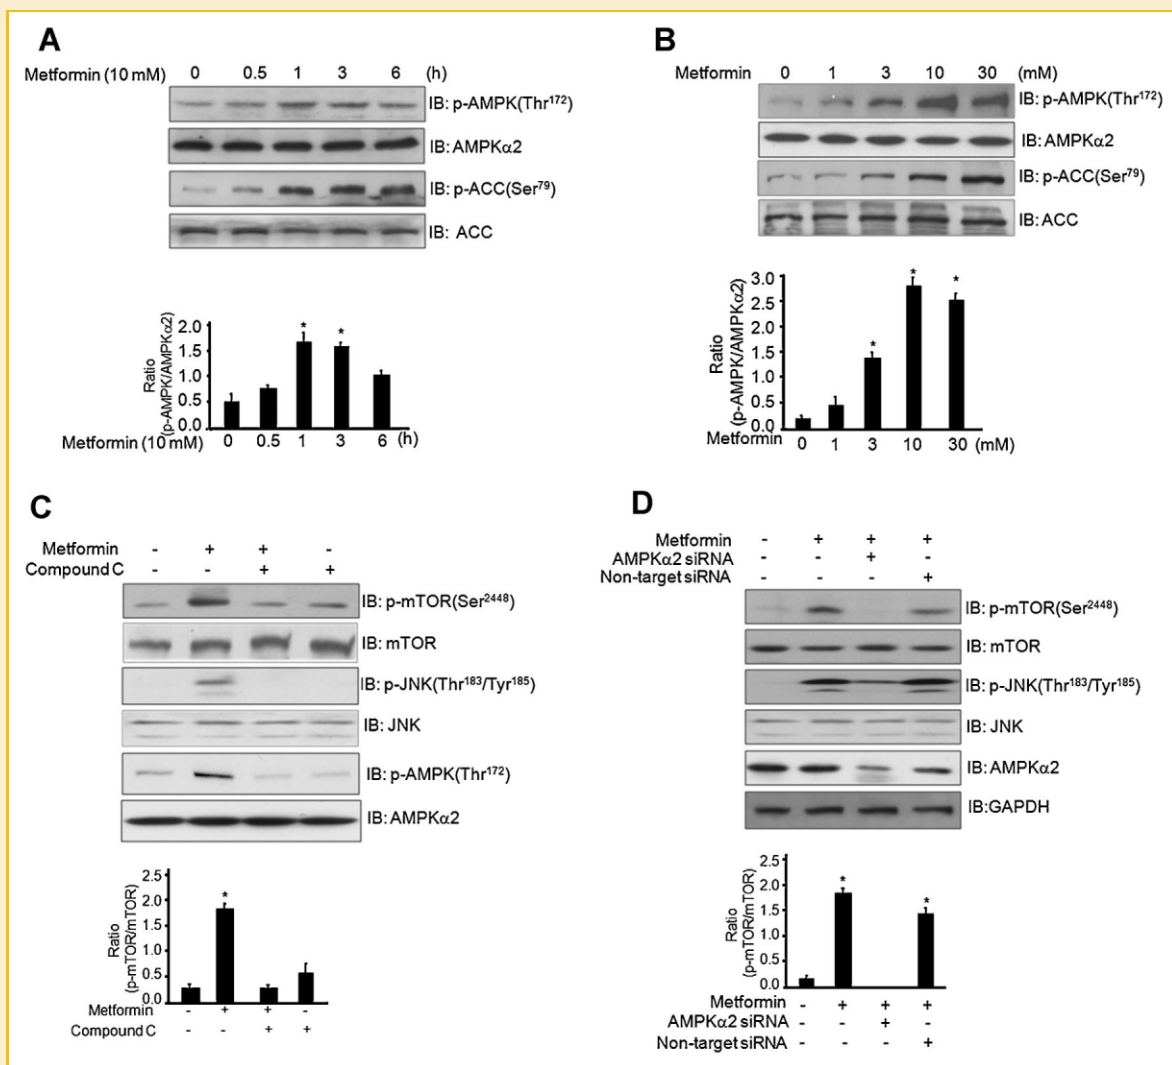 A
Metformin (10 mM) 0 0.5 1 3 6 (h)
IB: p-AMPK(Thr¹⁷²)
IB: AMPKα2
IB: p-ACC(Ser⁷⁹)
IB: ACC
Ratio
(p-AMPK/AMPKα2)
2.0
1.5
1.0
0.5
0.0
* *
Metformin (10 mM) 0 0.5 1 3 6 (h)
B
Metformin 0 1 3 10 30 (mM)
IB: p-AMPK(Thr¹⁷²)
IB: AMPKα2
IB: p-ACC(Ser⁷⁹)
IB: ACC
Ratio
(p-AMPK/AMPKα2)
3.0
2.5
2.0
1.5
1.0
0.5
0.0
* * *
Metformin 0 1 3 10 30 (mM)
C
Metformin - + + -
Compound C - - + +
IB: p-mTOR(Ser²⁴⁴⁸)
IB: mTOR
IB: p-JNK(Thr¹⁸³/Tyr¹⁸⁵)
IB: JNK
IB: p-AMPK(Thr¹⁷²)
IB: AMPKα2
Ratio
(p-mTOR/mTOR)
2.5
2.0
1.5
1.0
0.5
0.0
*
Metformin - + + -
Compound C - - + +
D
Metformin - + + +
AMPKα2 siRNA - - + -
Non-target siRNA - - - +
IB: p-mTOR(Ser²⁴⁴⁸)
IB: mTOR
IB: p-JNK(Thr¹⁸³/Tyr¹⁸⁵)
IB: JNK
IB: AMPKα2
IB:GAPDH
Ratio
(p-mTOR/mTOR)
2.5
2.0
1.5
1.0
0.5
0.0
* *
Metformin - + + +
AMPKα2 siRNA - - + -
Non-target siRNA - - - +